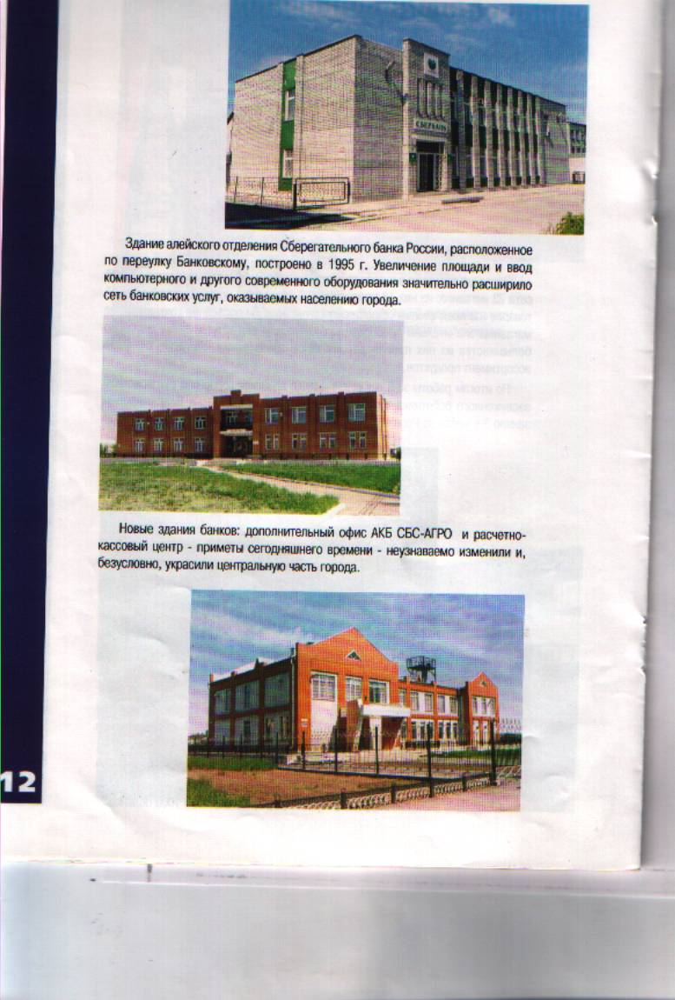 СБЕРБАНК
Здание алейского отделения Сберегательного банка России, расположенное
по переулку Банковскому, построено в 1995 г. Увеличение площади и ввод
компьютерного и другого современного оборудования значительно расширило
сеть банковских услуг, оказываемых населению города.
Новые здания банков: дополнительный офис АКБ СБС-АГРО и расчетно-
кассовый центр - приметы сегодняшнего времени - неузнаваемо изменили и,
безусловно, украсили центральную часть города.
12